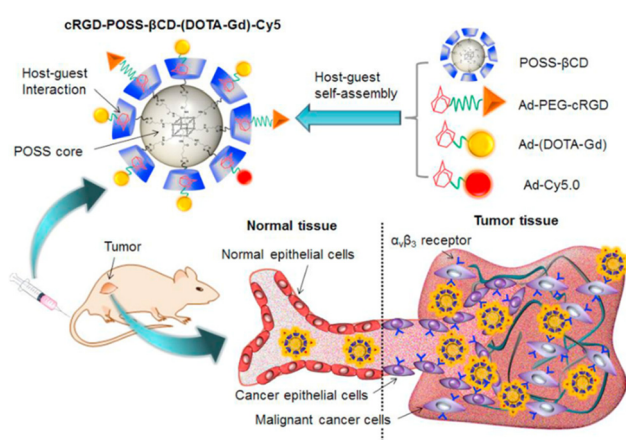 cRGD-POSS-βCD-(DOTA-Gd)-Cy5
Host-guest
Interaction
POSS core
Host-guest
self-assembly
POSS-βCD
Ad-PEG-cRGD
Ad-(DOTA-Gd)
Ad-Cy5.0
Tumor
Normal tissue
Normal epithelial cells
Tumor tissue
αvβ3 receptor
Cancer epithelial cells
Malignant cancer cells